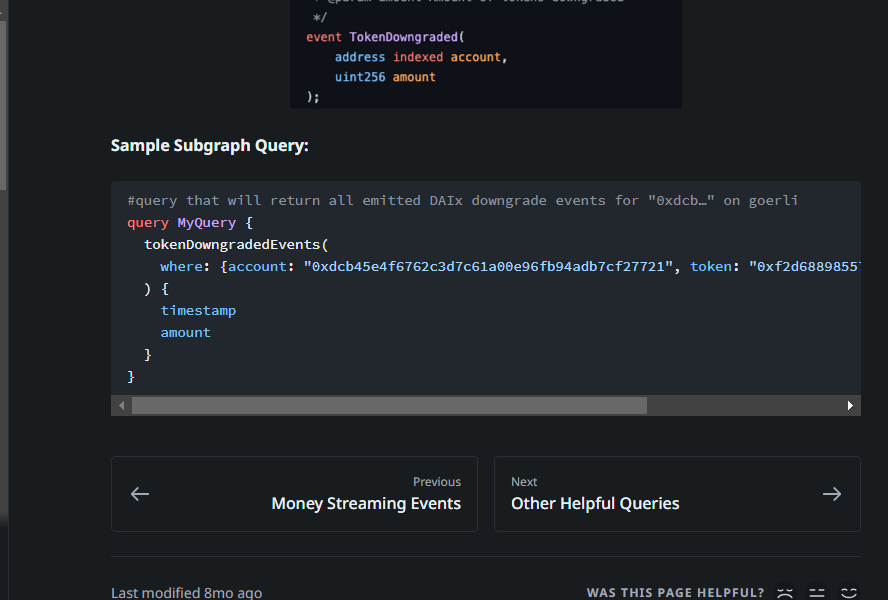 */
event TokenDowngraded(
address indexed account,
uint256 amount
);
Sample Subgraph Query:
#query that will return all emitted DAIx downgrade events for "0xdcb…" on goerli
query MyQuery {
tokenDowngradedEvents(
where: {account: "0xdcb45e4f6762c3d7c61a00e96fb94adb7cf27721", token: "0xf2d68898557
) {
timestamp
amount
}
}
Previous
Money Streaming Events
Next
Other Helpful Queries
Last modified 8mo ago
WAS THIS PAGE HELPFUL?